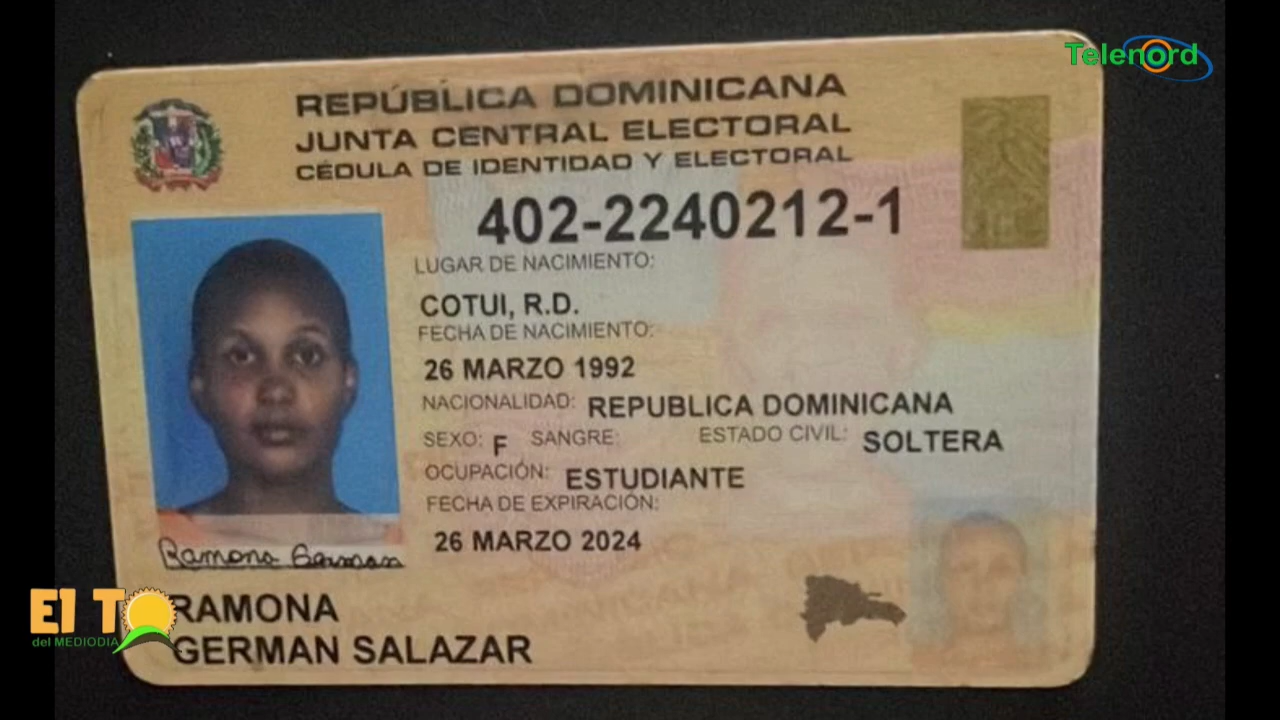 Telenord
REPÚBLICA DOMINICANA
JUNTA CENTRAL ELECTORAL
CÉDULA DE IDENTIDAD Y ELECTORAL
402-2240212-1
LUGAR DE NACIMIENTO:
COTUI, R.D.
FECHA DE NACIMIENTO:
26 MARZO 1992
NACIONALIDAD: REPUBLICA DOMINICANA
SEXO: F SANGRE: ESTADO CIVIL: SOLTERA
OCUPACIÓN: ESTUDIANTE
FECHA DE EXPIRACIÓN:
26 MARZO 2024
Ramona German
RAMONA
GERMAN SALAZAR
El TO
del MEDIODIA